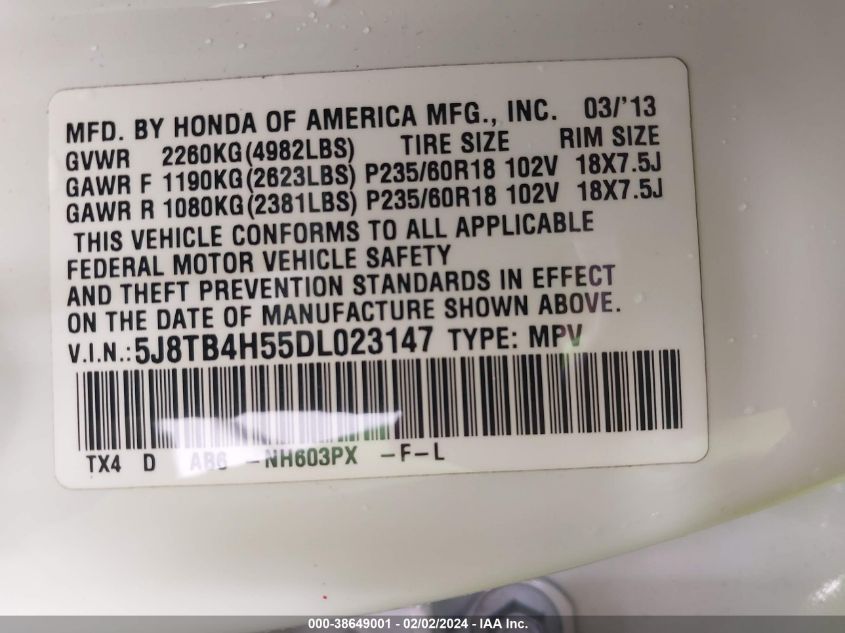 MFD. BY HONDA OF AMERICA MFG., INC. 03/'13
GVWR 2260KG(4982LBS) TIRE SIZE RIM SIZE
GAWR F 1190KG(2623LBS) P235/60R18 102V 18X7.5J
GAWR R 1080KG(2381LBS) P235/60R18 102V 18X7.5J
THIS VEHICLE CONFORMS TO ALL APPLICABLE
FEDERAL MOTOR VEHICLE SAFETY
AND THEFT PREVENTION STANDARDS IN EFFECT
ON THE DATE OF MANUFACTURE SHOWN ABOVE.
V.I.N.:5J8TB4H55DL023147 TYPE: MPV
TX4 D AB6 -NH603PX -F-L
000-38649001 - 02/02/2024 - IAA Inc.